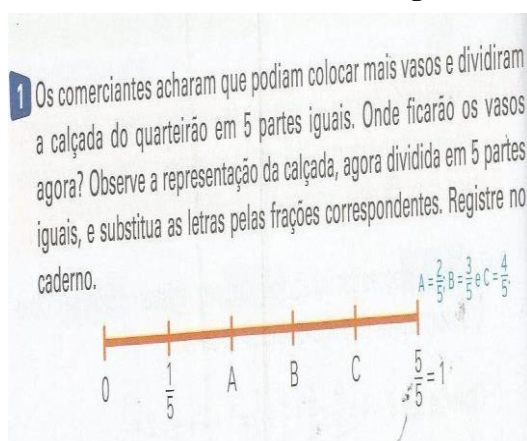 1 Os comerciantes acharam que podiam colocar mais vasos e dividiram
a calçada do quarteirão em 5 partes iguais. Onde ficarão os vasos
agora? Observe a representação da calçada, agora dividida em 5 partes
iguais, e substitua as letras pelas frações correspondentes. Registre no
caderno.
A = 2/5; B = 3/5 e C = 4/5.
0 1/5 A B C 5/5 = 1